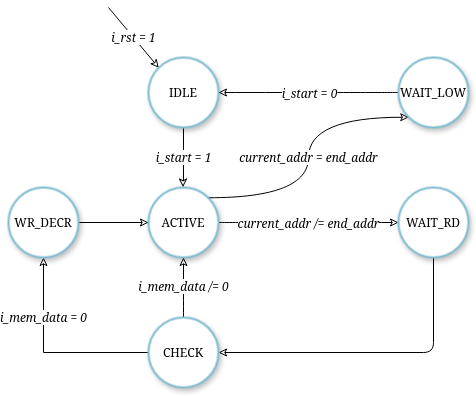 i_rst = 1
IDLE
i_start = 0
WAIT_LOW
i_start = 1
current_addr = end_addr
WR_DECR
ACTIVE
current_addr /= end_addr
WAIT_RD
i_mem_data /= 0
i_mem_data = 0
CHECK